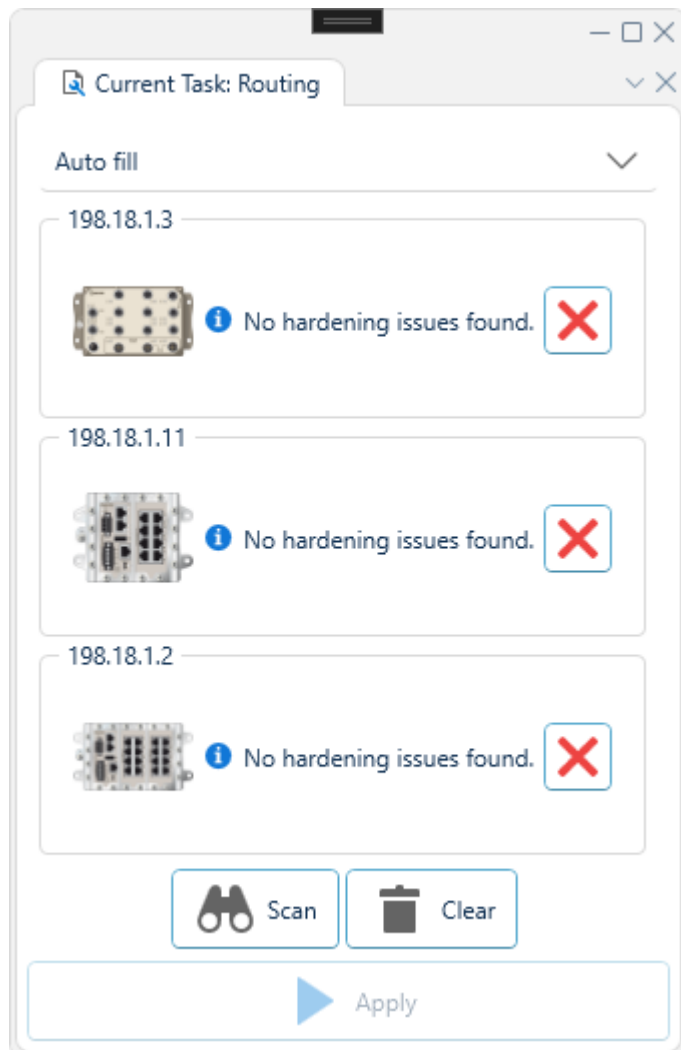 Current Task: Routing
Auto fill
198.18.1.3
No hardening issues found.
198.18.1.11
No hardening issues found.
198.18.1.2
No hardening issues found.
Scan
Clear
Apply